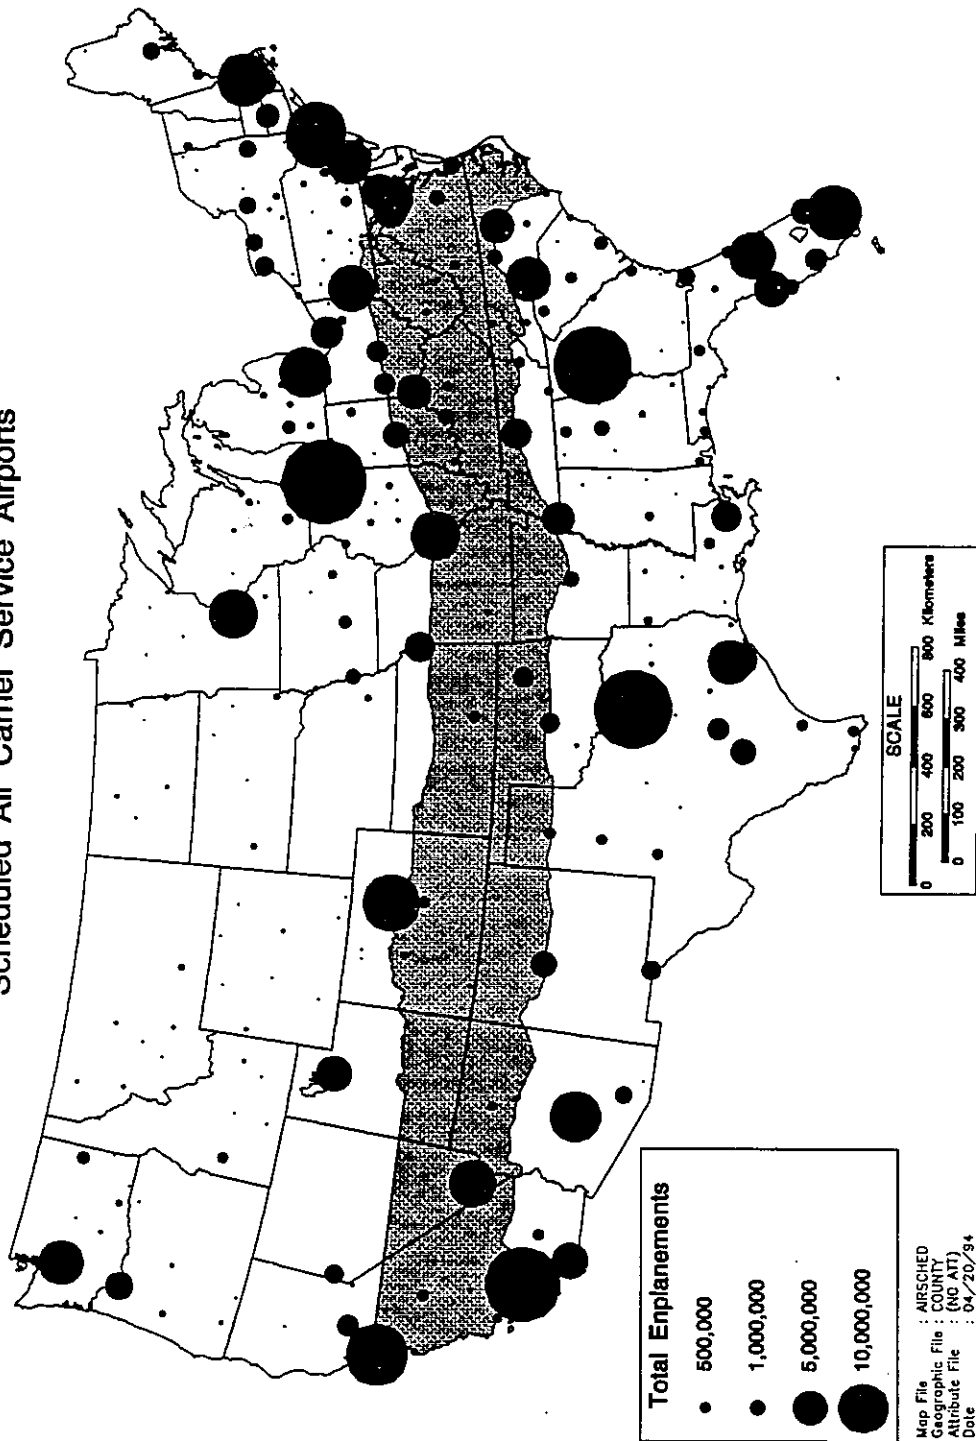 Scheduled Air Carrier Service Airports
SCALE
0 200 400 600 800 Kilometers
0 100 200 300 400 Miles
Total Enplanements
500,000
1,000,000
5,000,000
10,000,000
Map File : AIRSCHED
Geographic File : COUNTY
Attribute File : (NO ATT)
Date : 04/20/94